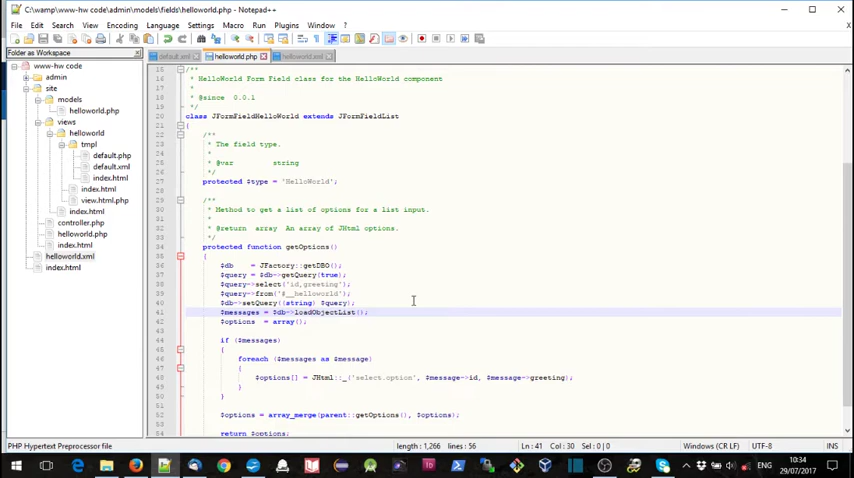 C:\wamp\www-hw code\admin\models\fields\helloworld.php - Notepad++
File Edit Search View Encoding Language Settings Macro Run Plugins Window ?
Folder as Workspace
default.xml helloworld.php helloworld.xml
www-hw code
admin
site
models
helloworld.php
views
helloworld
tmpl
default.php
default.xml
index.html
index.html
view.html.php
index.html
controller.php
helloworld.php
index.html
helloworld.xml
index.html
15 /**
16 * HelloWorld Form Field class for the HelloWorld component
17 *
18 * @since 0.0.1
19 */
20 class JFormFieldHelloWorld extends JFormFieldList
21 {
22 /**
23 * The field type.
24 *
25 * @var string
26 */
27 protected $type = 'HelloWorld';
28
29 /**
30 * Method to get a list of options for a list input.
31 *
32 * @return array An array of JHtml options.
33 */
34 protected function getOptions()
35 {
36 $db = JFactory::getDBO();
37 $query = $db->getQuery(true);
38 $query->select('id,greeting');
39 $query->from('#__helloworld');
40 $db->setQuery((string) $query);
41 $messages = $db->loadObjectList();
42 $options = array();
43
44 if ($messages)
45 {
46 foreach ($messages as $message)
47 {
48 $options[] = JHtml::_('select.option', $message->id, $message->greeting);
49 }
50 }
51
52 $options = array_merge(parent::getOptions(), $options);
53
54 return $options;
PHP Hypertext Preprocessor file length : 1,266 lines : 56 Ln : 41 Col : 30 Sel : 0 | 0 Windows (CR LF) UTF-8 INS
ENG
10:34
29/07/2017